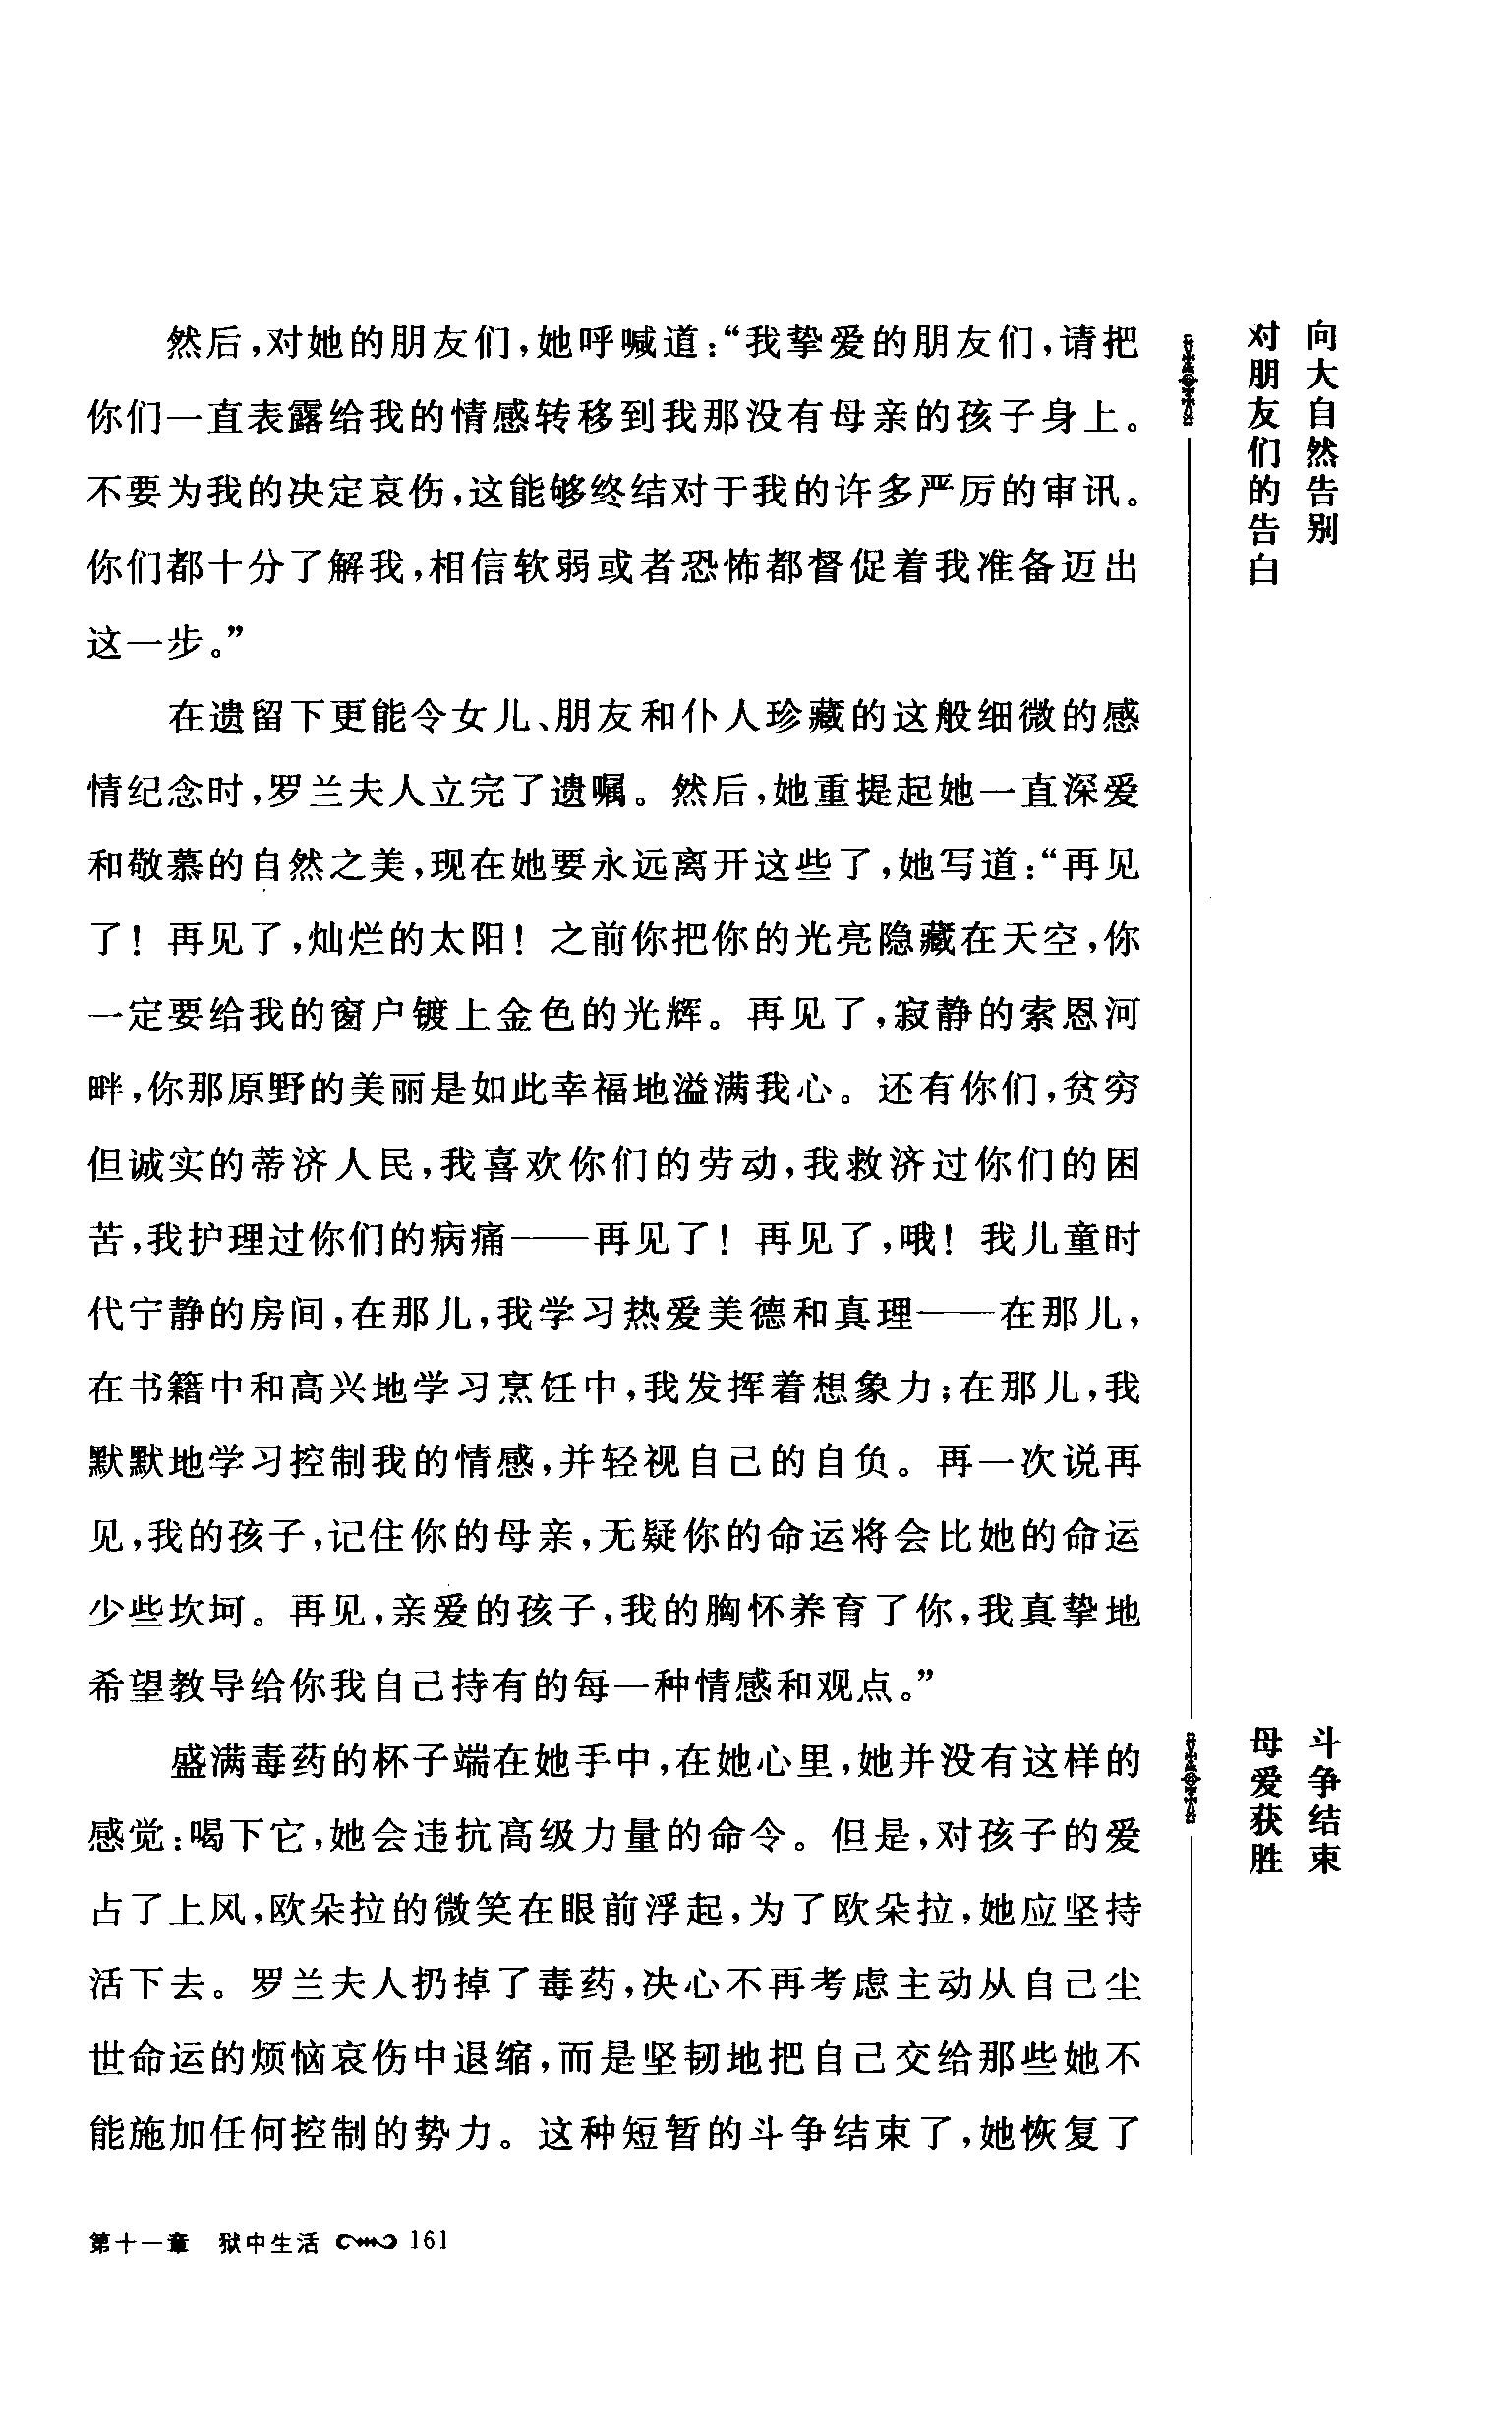 然后,对她的朋友们,她呼喊道:“我挚爱的朋友们,请把
你们一直表露给我的情感转移到我那没有母亲的孩子身上。
不要为我的决定哀伤,这能够终结对于我的许多严厉的审讯。
你们都十分了解我,相信软弱或者恐怖都督促着我准备迈出
这一步。”
在遗留下更能令女儿、朋友和仆人珍藏的这般细微的感
情纪念时,罗兰夫人立完了遗嘱。然后,她重提起她一直深爱
和敬慕的自然之美,现在她要永远离开这些了,她写道:“再见
了!再见了,灿烂的太阳!之前你把你的光亮隐藏在天空,你
一定要给我的窗户镀上金色的光辉。再见了,寂静的索恩河
畔,你那原野的美丽是如此幸福地溢满我心。还有你们,贫穷
但诚实的蒂济人民,我喜欢你们的劳动,我救济过你们的困
苦,我护理过你们的病痛——再见了!再见了,哦!我儿童时
代宁静的房间,在那儿,我学习热爱美德和真理——在那儿,
在书籍中和高兴地学习烹饪中,我发挥着想象力;在那儿,我
默默地学习控制我的情感,并轻视自己的自负。再一次说再
见,我的孩子,记住你的母亲,无疑你的命运将会比她的命运
少些坎坷。再见,亲爱的孩子,我的胸怀养育了你,我真挚地
希望教导给你我自己持有的每一种情感和观点。”
盛满毒药的杯子端在她手中,在她心里,她并没有这样的
感觉:喝下它,她会违抗高级力量的命令。但是,对孩子的爱
占了上风,欧朵拉的微笑在眼前浮起,为了欧朵拉,她应坚持
活下去。罗兰夫人扔掉了毒药,决心不再考虑主动从自己尘
世命运的烦恼哀伤中退缩,而是坚韧地把自己交给那些她不
能施加任何控制的势力。这种短暂的斗争结束了,她恢复了
向大自然告别
对朋友们的告白
斗争结束
母爱获胜
第十一章 狱中生活 161